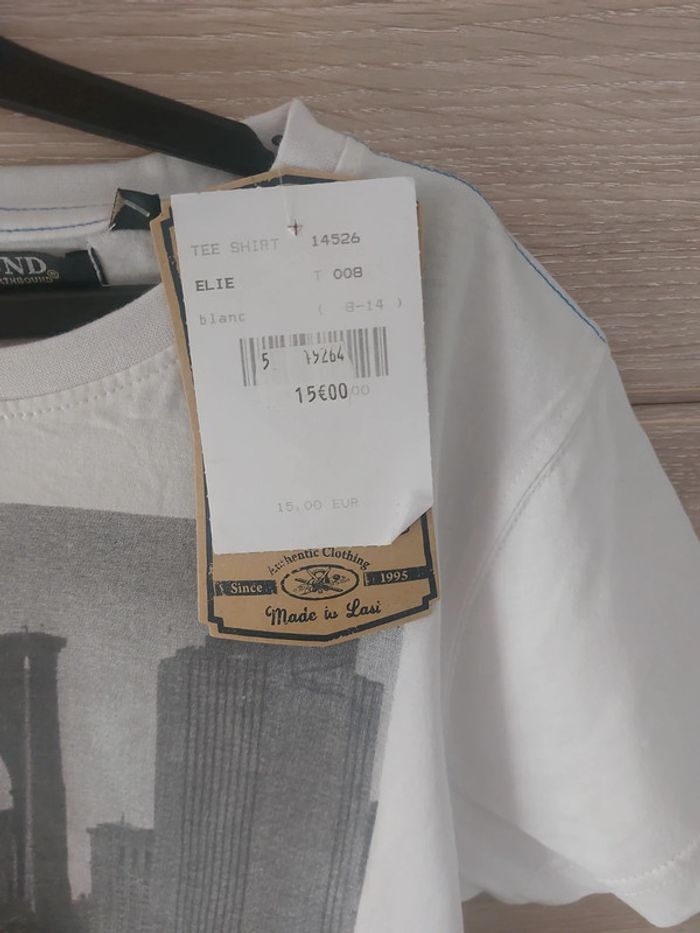 TEE SHIRT 14526
ELIE T 008
blanc ( 8-14 )
15€00
15.00 EUR
Authentic Clothing
Since 1995
Made in Lasi